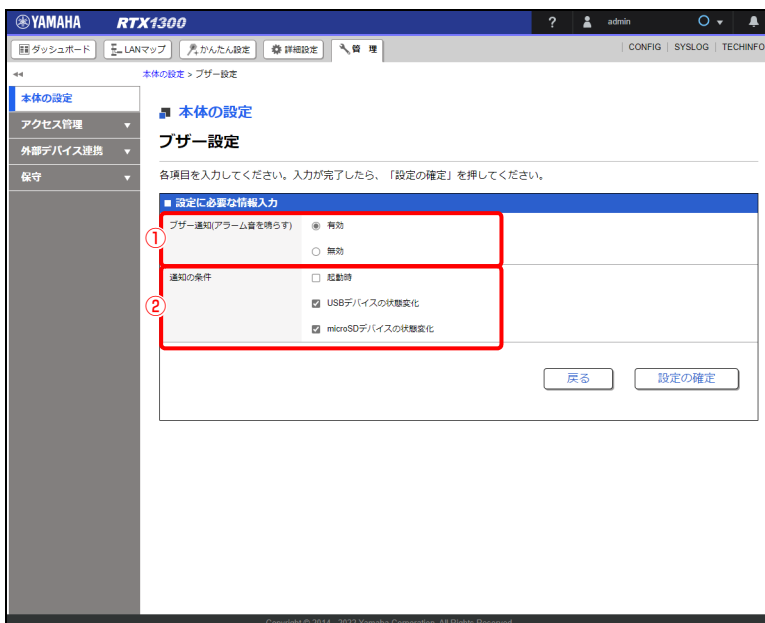 YAMAHA RTX1300 ? admin
ダッシュボード LANマップ かんたん設定 詳細設定 管 理 CONFIG SYSLOG TECHINFO
本体の設定 > ブザー設定
本体の設定
アクセス管理
外部デバイス連携
保守
本体の設定
ブザー設定
各項目を入力してください。入力が完了したら、「設定の確定」を押してください。
■ 設定に必要な情報入力
① ブザー通知(アラーム音を鳴らす) 有効
無効
② 通知の条件 起動時
USBデバイスの状態変化
microSDデバイスの状態変化
戻る 設定の確定
Copyright © 2014 - 2022 Yamaha Corporation. All Rights Reserved.